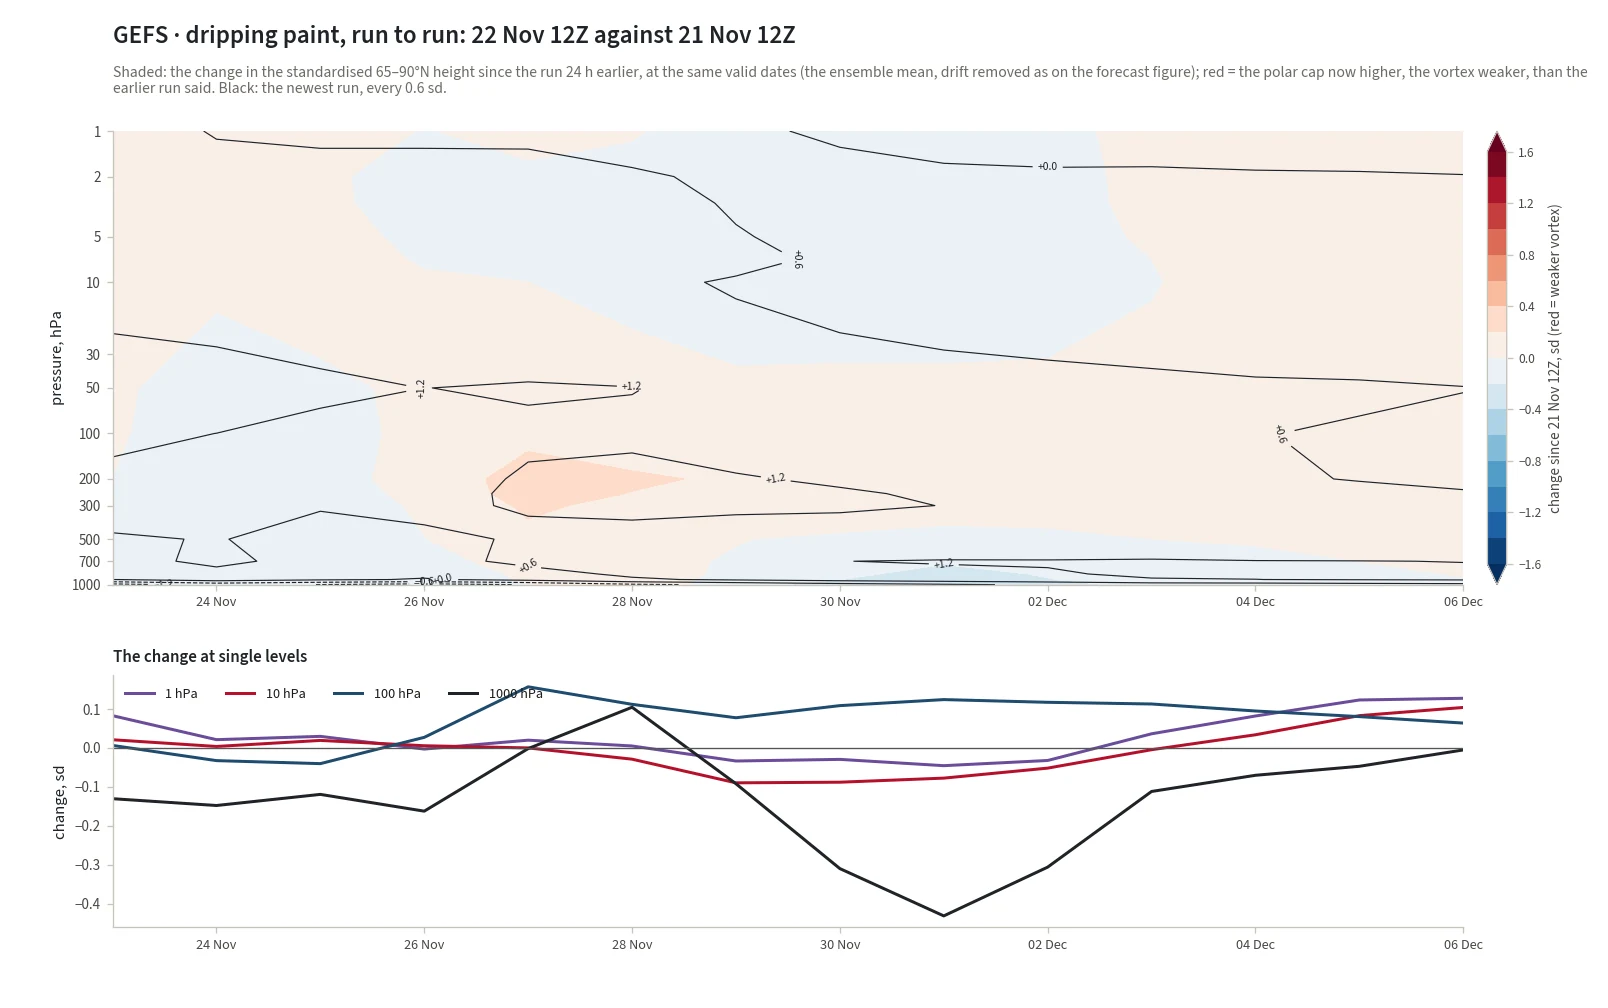 GEFS · dripping paint, run to run: 22 Nov 12Z against 21 Nov 12Z
Shaded: the change in the standardised 65–90°N height since the run 24 h earlier, at the same valid dates (the ensemble mean, drift removed as on the forecast figure); red = the polar cap now higher, the vortex weaker, than the
earlier run said. Black: the newest run, every 0.6 sd.
pressure, hPa
1
2
5
10
30
50
100
200
300
500
700
1000
+0.0
+0.6
+1.2
+1.2
+0.6
+1.2
+0.6
+1.2
−0.6
+0.0
24 Nov
26 Nov
28 Nov
30 Nov
02 Dec
04 Dec
06 Dec
1.6
1.2
0.8
0.4
0.0
−0.4
−0.8
−1.2
−1.6
change since 21 Nov 12Z, sd (red = weaker vortex)
The change at single levels
1 hPa
10 hPa
100 hPa
1000 hPa
change, sd
0.1
0.0
−0.1
−0.2
−0.3
−0.4
24 Nov
26 Nov
28 Nov
30 Nov
02 Dec
04 Dec
06 Dec